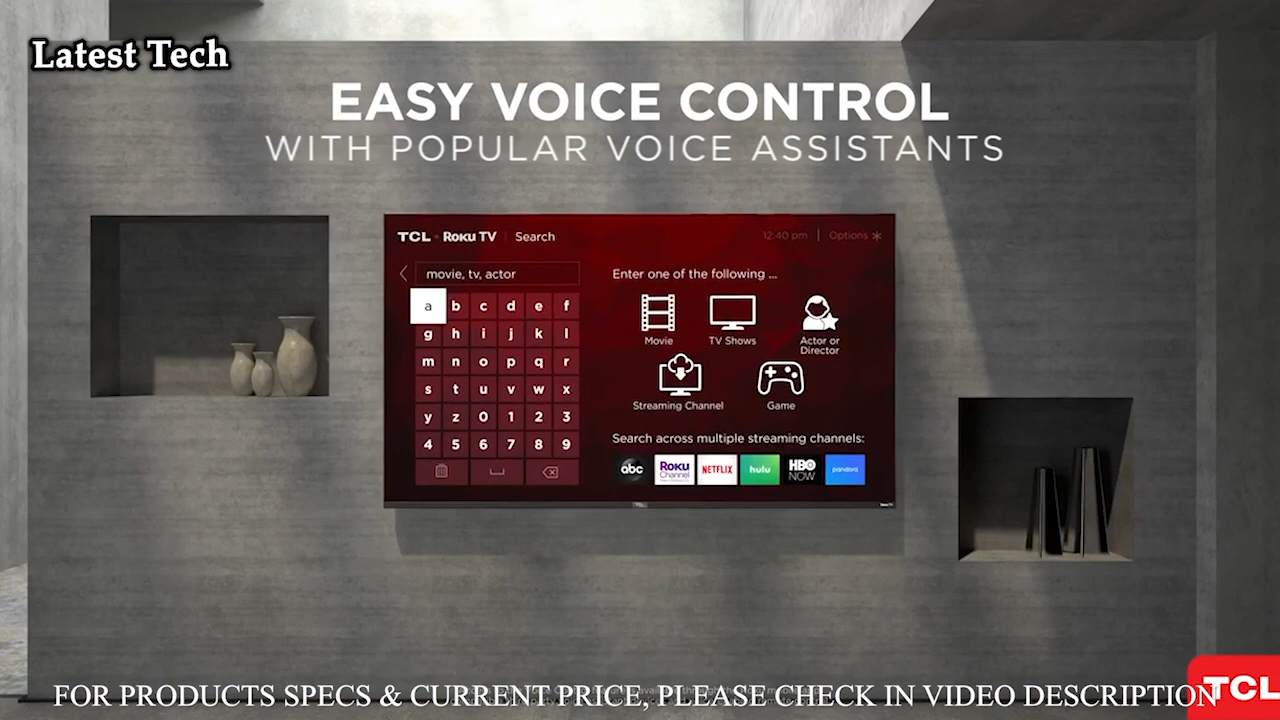 Latest Tech
EASY VOICE CONTROL
WITH POPULAR VOICE ASSISTANTS
TCL Roku TV Search
12:40 pm | Options
movie, tv, actor
Enter one of the following ...
a b c d e f
g h i j k l
m n o p q r
s t u v w x
y z 0 1 2 3
4 5 6 7 8 9
Movie
TV Shows
Actor or
Director
Streaming Channel
Game
Search across multiple streaming channels:
abc
Roku
Channel
NETFLIX
hulu
HBO
NOW
pandora
TCL
FOR PRODUCTS SPECS & CURRENT PRICE, PLEASE CHECK IN VIDEO DESCRIPTION
TCL